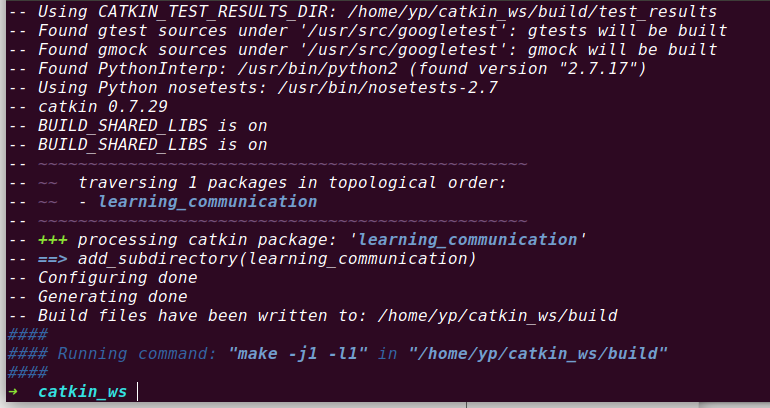 -- Using CATKIN_TEST_RESULTS_DIR: /home/yp/catkin_ws/build/test_results
-- Found gtest sources under '/usr/src/googletest': gtests will be built
-- Found gmock sources under '/usr/src/googletest': gmock will be built
-- Found PythonInterp: /usr/bin/python2 (found version "2.7.17")
-- Using Python nosetests: /usr/bin/nosetests-2.7
-- catkin 0.7.29
-- BUILD_SHARED_LIBS is on
-- BUILD_SHARED_LIBS is on
-- ~~~~~~~~~~~~~~~~~~~~~~~~~~~~~~~~~~~~~~~~~~~~~~~~~
-- ~~  traversing 1 packages in topological order:
-- ~~  - learning_communication
-- ~~~~~~~~~~~~~~~~~~~~~~~~~~~~~~~~~~~~~~~~~~~~~~~~~
-- +++ processing catkin package: 'learning_communication'
-- ==> add_subdirectory(learning_communication)
-- Configuring done
-- Generating done
-- Build files have been written to: /home/yp/catkin_ws/build
####
#### Running command: "make -j1 -l1" in "/home/yp/catkin_ws/build"
####
→  catkin_ws